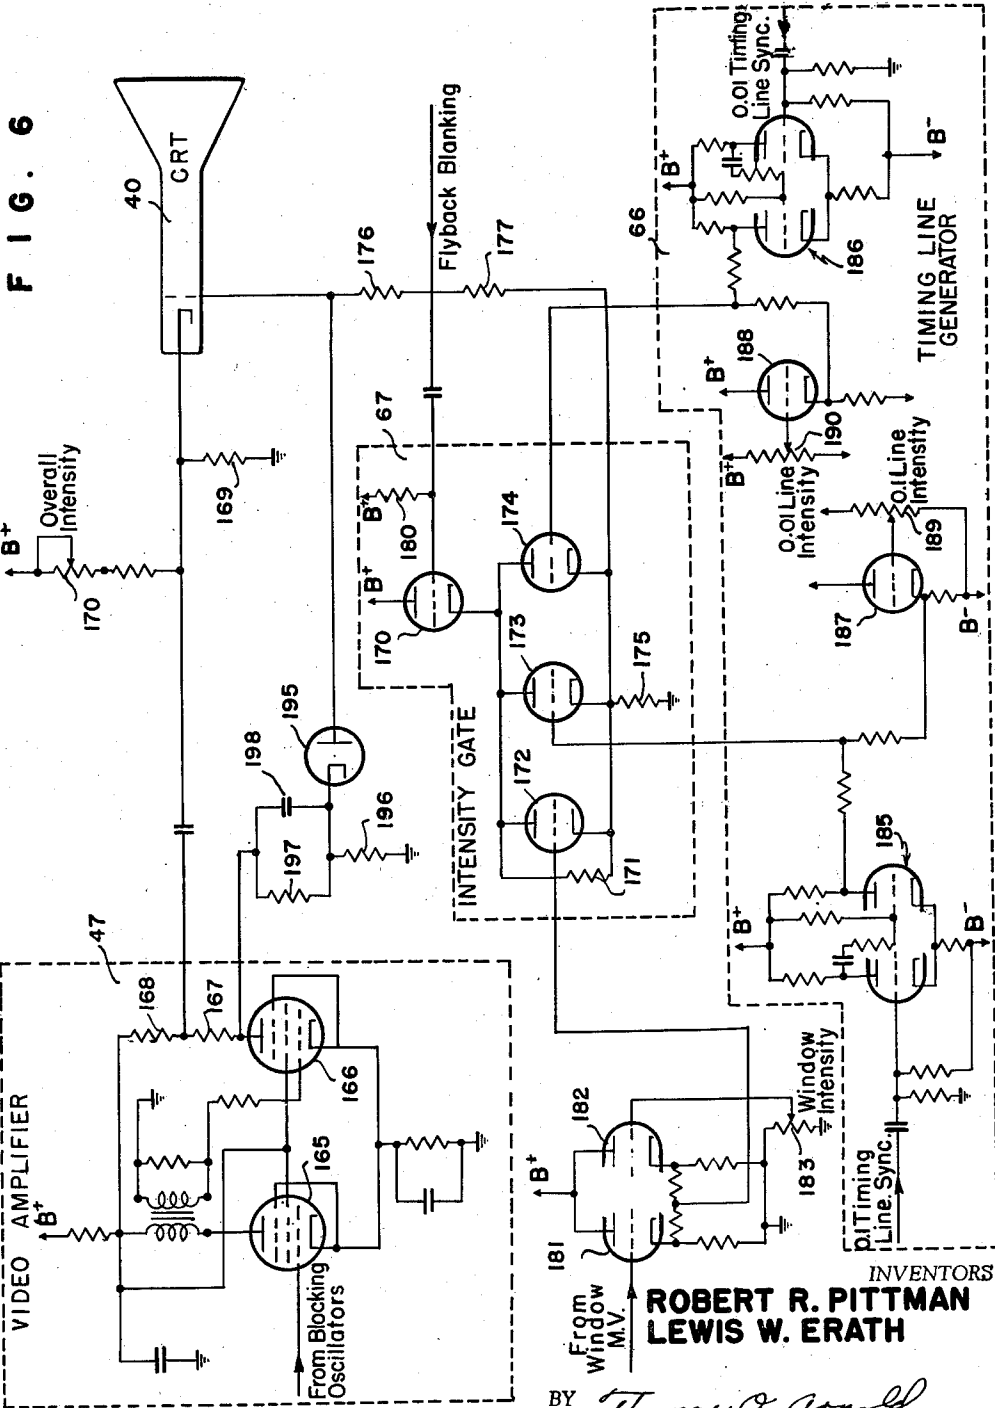 FIG. 6
B+
Overall
Intensity
170
40
CRT
169
176
Flyback Blanking
177
VIDEO AMPLIFIER
47
B+
168
167
166
165
From Blocking
Oscillators
198
195
197
196
INTENSITY GATE
67
B+
180
B+
170
172
173
174
171
175
From
Window
M.V.
181
B+
182
183
Window
Intensity
66
B+
0.01 Timing
Line Sync.
186
B-
TIMING LINE
GENERATOR
B+
188
B+
190
0.01 Line
Intensity
0.1 Line
Intensity
189
187
B-
B+
185
B-
0.1 Timing
Line Sync.
INVENTORS
ROBERT R. PITTMAN
LEWIS W. ERATH
BY